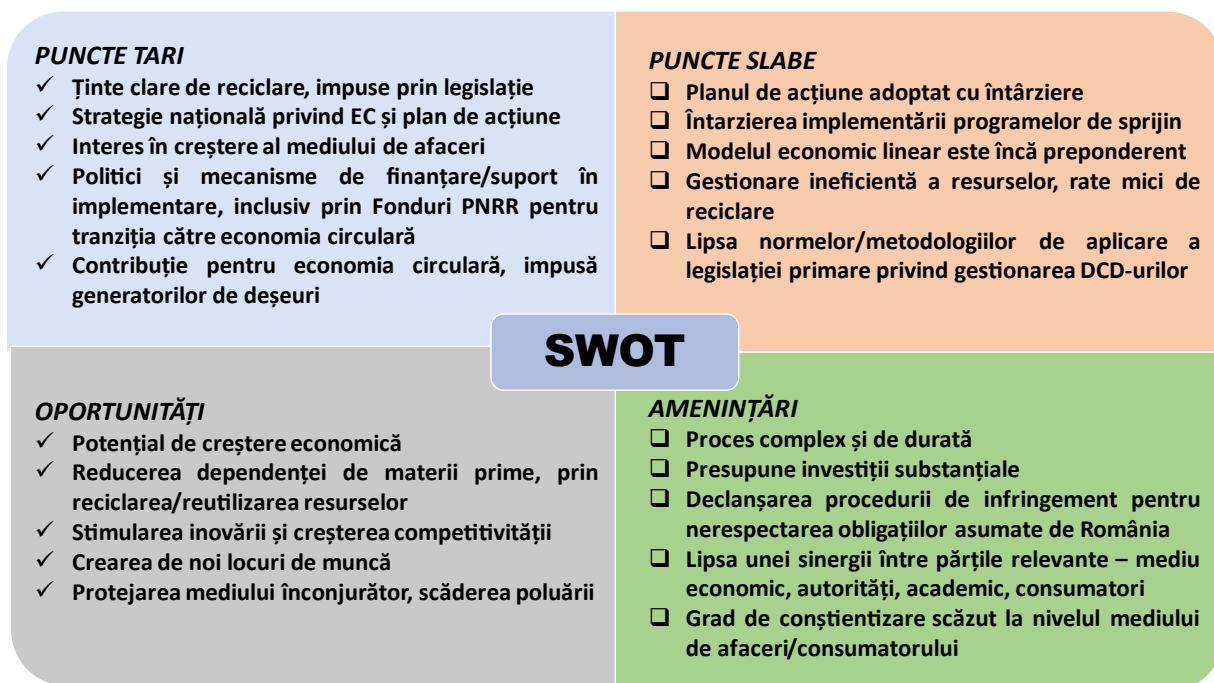 PUNCTE TARI
✓ Ținte clare de reciclare, impuse prin legislație
✓ Strategie națională privind EC și plan de acțiune
✓ Interes în creștere al mediului de afaceri
✓ Politici și mecanisme de finanțare/suport în
implementare, inclusiv prin Fonduri PNRR pentru
tranziția către economia circulară
✓ Contribuție pentru economia circulară, impusă
generatorilor de deșeuri
PUNCTE SLABE
❑ Planul de acțiune adoptat cu întârziere
❑ Întarzierea implementării programelor de sprijin
❑ Modelul economic linear este încă preponderent
❑ Gestionare ineficientă a resurselor, rate mici de
reciclare
❑ Lipsa normelor/metodologiilor de aplicare a
legislației primare privind gestionarea DCD-urilor
SWOT
OPORTUNITĂȚI
✓ Potențial de creștere economică
✓ Reducerea dependenței de materii prime, prin
reciclarea/reutilizarea resurselor
✓ Stimularea inovării și creșterea competitivității
✓ Crearea de noi locuri de muncă
✓ Protejarea mediului înconjurător, scăderea poluării
AMENINȚĂRI
❑ Proces complex și de durată
❑ Presupune investiții substanțiale
❑ Declanșarea procedurii de infringement pentru
nerespectarea obligațiilor asumate de România
❑ Lipsa unei sinergii între părțile relevante – mediu
economic, autorități, academic, consumatori
❑ Grad de conștientizare scăzut la nivelul mediului
de afaceri/consumatorului